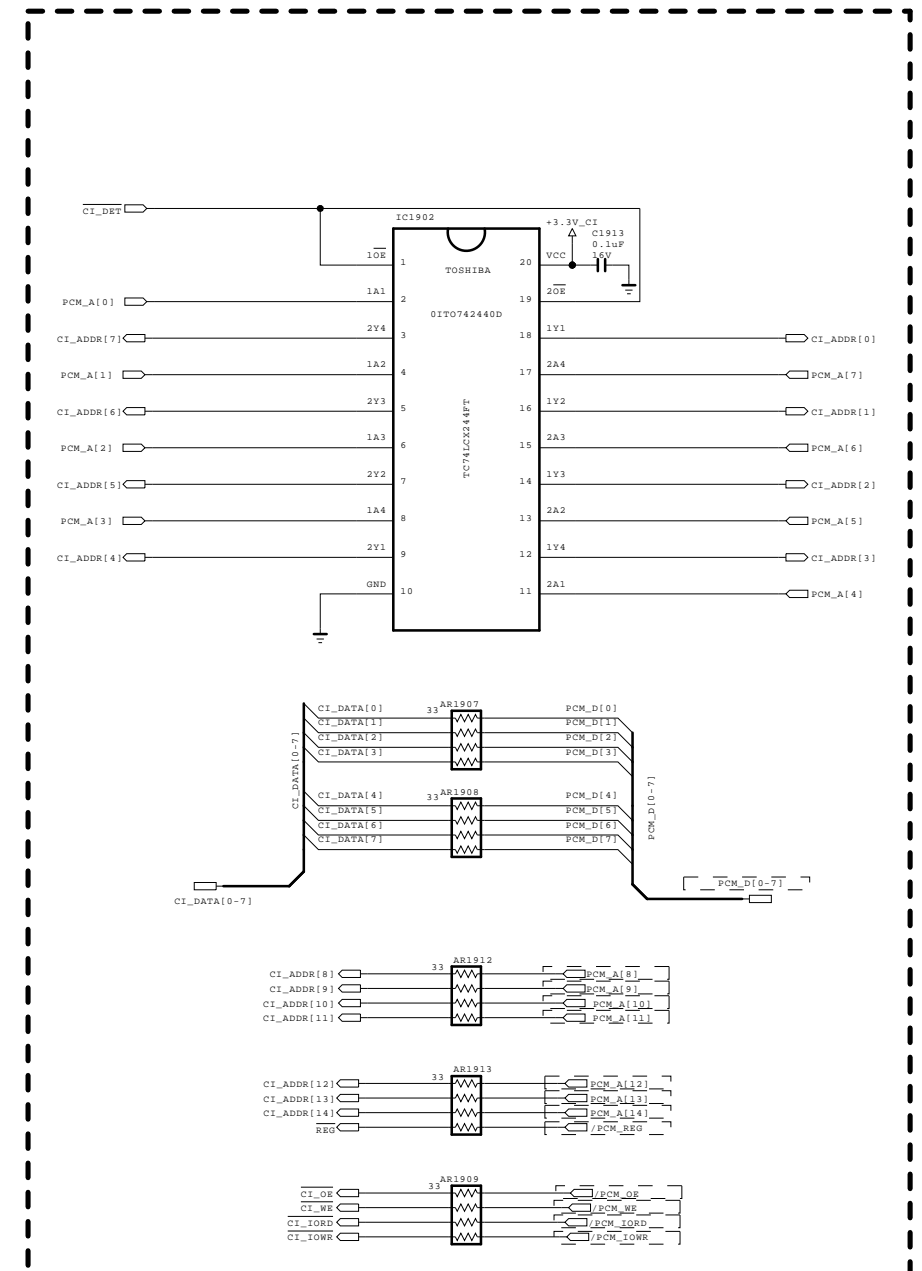 CI_DET
IC1902
+3.3V_CI
C1913
0.1uF
16V
1OE 1 20 VCC
TOSHIBA
PCM_A[0] 1A1 2 19 2OE
0ITO742440D
CI_ADDR[7] 2Y4 3 18 1Y1 CI_ADDR[0]
PCM_A[1] 1A2 4 17 2A4 PCM_A[7]
CI_ADDR[6] 2Y3 5 16 1Y2 CI_ADDR[1]
TC74LCX244FT
PCM_A[2] 1A3 6 15 2A3 PCM_A[6]
CI_ADDR[5] 2Y2 7 14 1Y3 CI_ADDR[2]
PCM_A[3] 1A4 8 13 2A2 PCM_A[5]
CI_ADDR[4] 2Y1 9 12 1Y4 CI_ADDR[3]
GND 10 11 2A1 PCM_A[4]
AR1907
CI_DATA[0] 33 PCM_D[0]
CI_DATA[1] PCM_D[1]
CI_DATA[2] PCM_D[2]
CI_DATA[3] PCM_D[3]
CI_DATA[0-7]
PCM_D[0-7]
AR1908
CI_DATA[4] 33 PCM_D[4]
CI_DATA[5] PCM_D[5]
CI_DATA[6] PCM_D[6]
CI_DATA[7] PCM_D[7]
PCM_D[0-7]
CI_DATA[0-7]
AR1912
33
CI_ADDR[8] PCM_A[8]
CI_ADDR[9] PCM_A[9]
CI_ADDR[10] PCM_A[10]
CI_ADDR[11] PCM_A[11]
AR1913
33
CI_ADDR[12] PCM_A[12]
CI_ADDR[13] PCM_A[13]
CI_ADDR[14] PCM_A[14]
REG /PCM_REG
AR1909
33
CI_OE /PCM_OE
CI_WE /PCM_WE
CI_IORD /PCM_IORD
CI_IOWR /PCM_IOWR